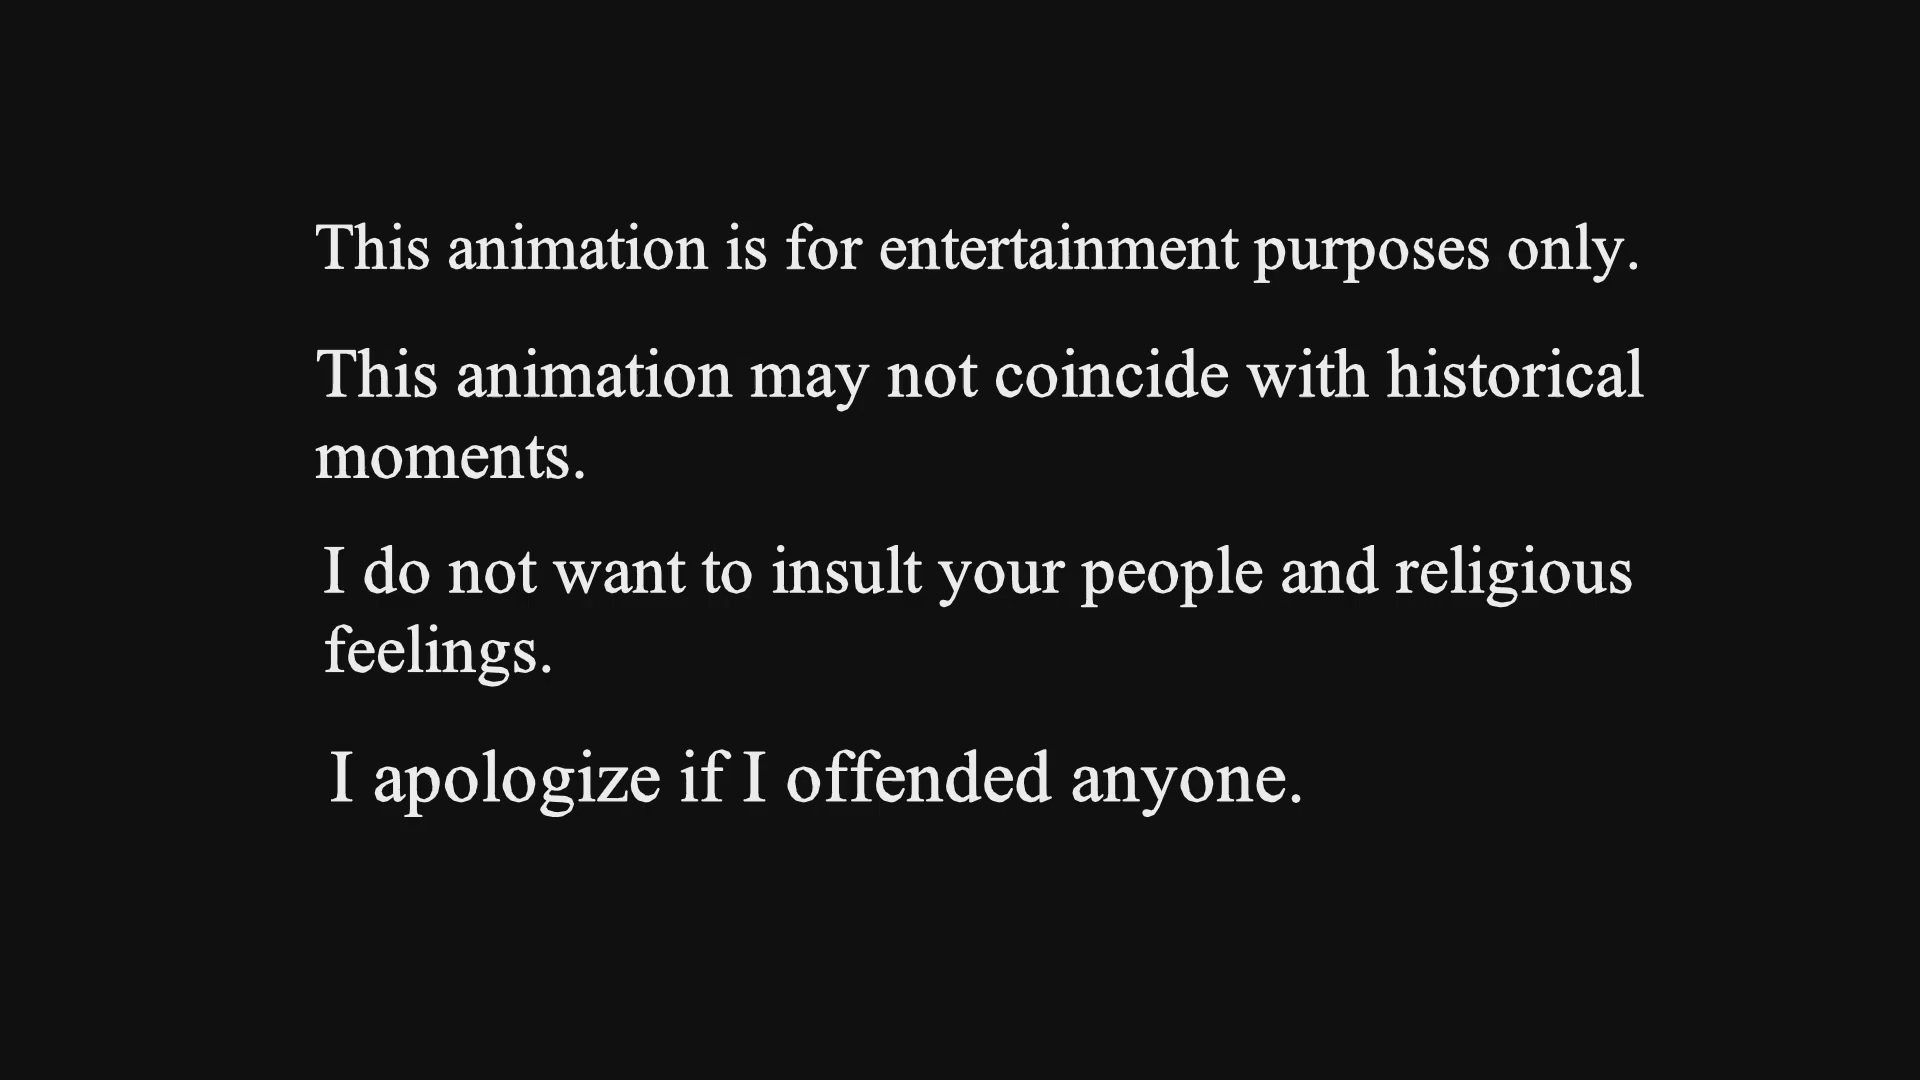 This animation is for entertainment purposes only.
This animation may not coincide with historical
moments.
I do not want to insult your people and religious
feelings.
I apologize if I offended anyone.